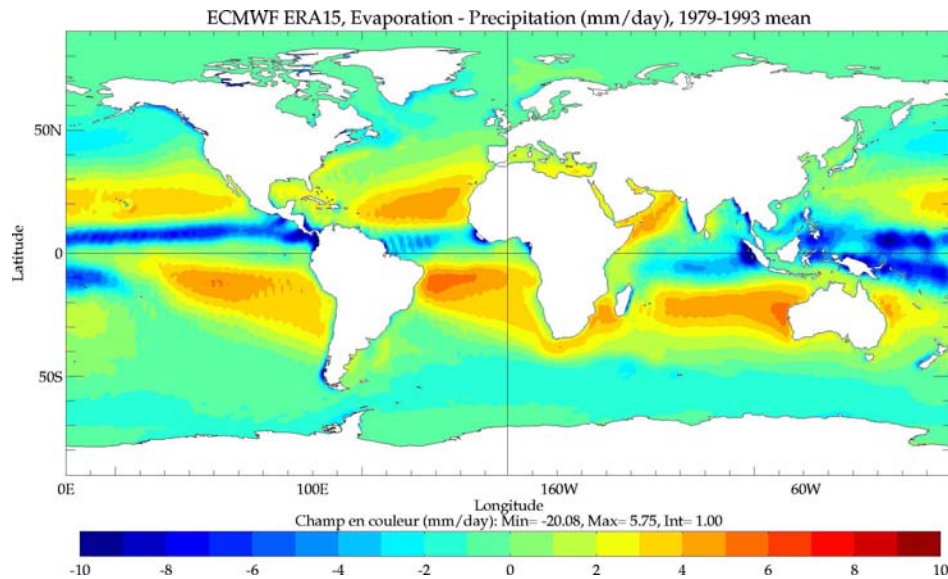 ECMWF ERA15, Evaporation - Precipitation (mm/day), 1979-1993 mean
50N
Latitude
0
50S
0E 100E 160W 60W
Longitude
Champ en couleur (mm/day): Min= -20.08, Max= 5.75, Int= 1.00
-10 -8 -6 -4 -2 0 2 4 6 8 10